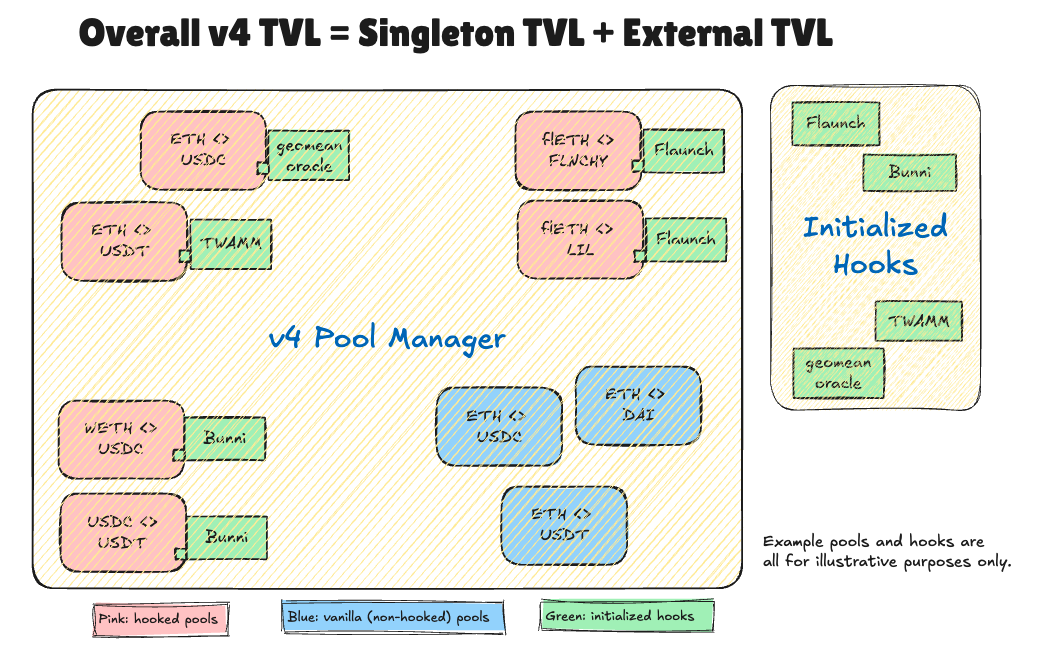 Overall v4 TVL = Singleton TVL + External TVL
ETH <>
USDC
geomean
oracle
flETH <>
FLNCHY
Flaunch
ETH <>
USDT
TWAMM
flETH <>
LIL
Flaunch
v4 Pool Manager
WETH <>
USDC
Bunni
ETH <>
USDC
ETH <>
DAI
USDC <>
USDT
Bunni
ETH <>
USDT
Flaunch
Bunni
Initialized
Hooks
TWAMM
geomean
oracle
Example pools and hooks are
all for illustrative purposes only.
Pink: hooked pools
Blue: vanilla (non-hooked) pools
Green: initialized hooks